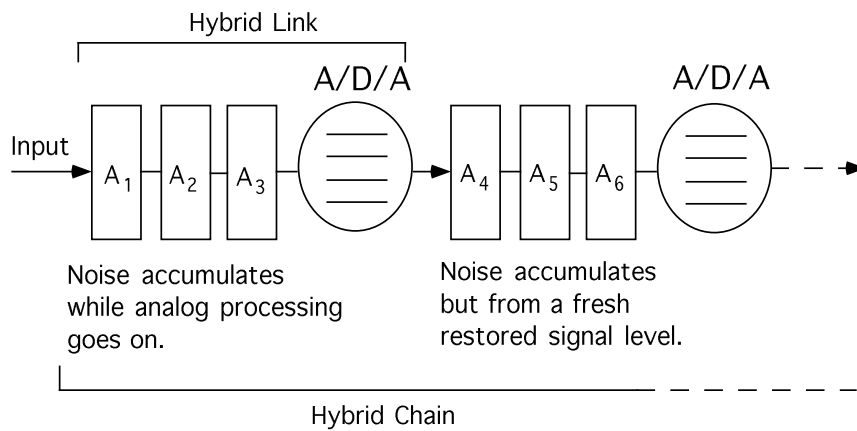 Hybrid Link
A/D/A
A/D/A
Input
A1
A2
A3
A4
A5
A6
Noise accumulates
while analog processing
goes on.
Noise accumulates
but from a fresh
restored signal level.
Hybrid Chain